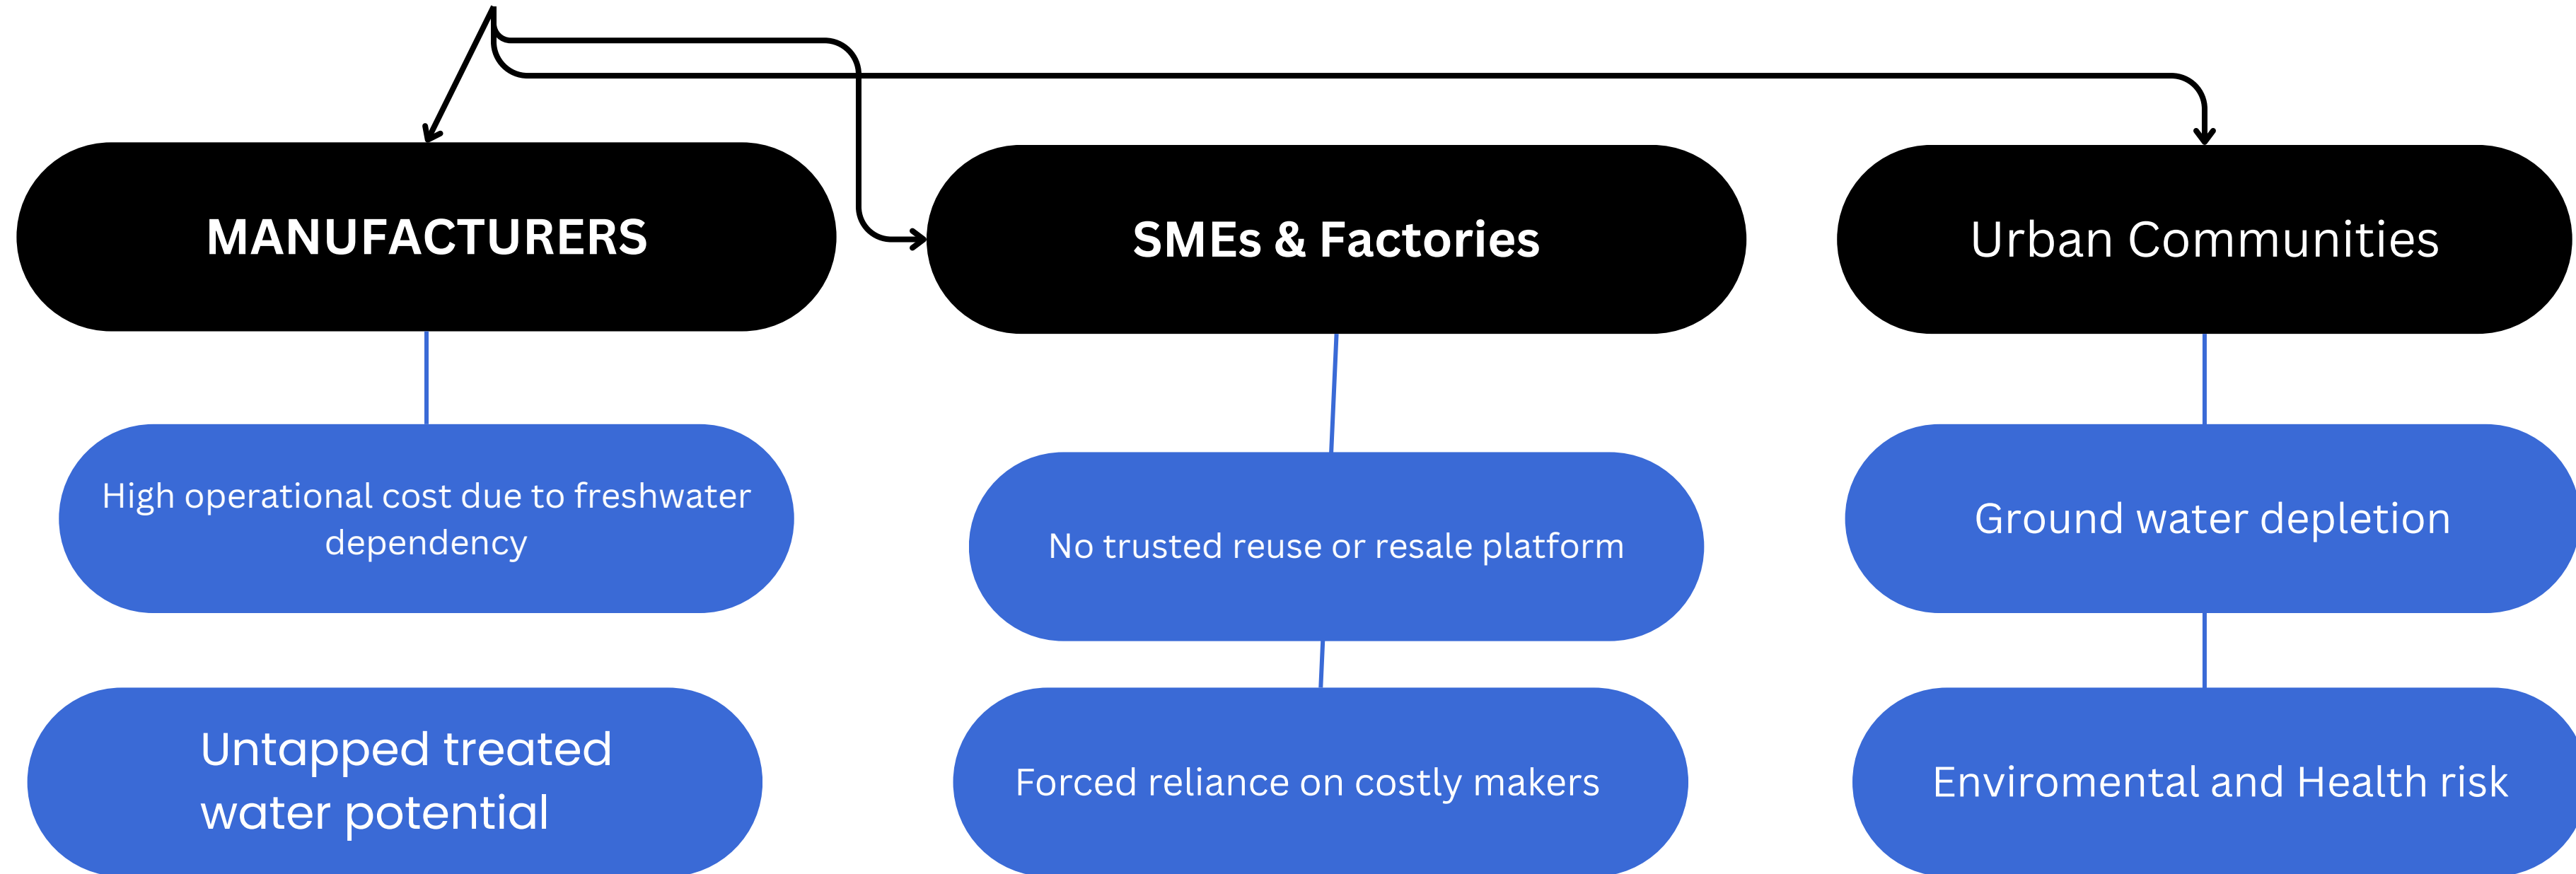 MANUFACTURERS
SMEs & Factories
Urban Communities
High operational cost due to freshwater
dependency
No trusted reuse or resale platform
Ground water depletion
Untapped treated
water potential
Forced reliance on costly makers
Enviromental and Health risk